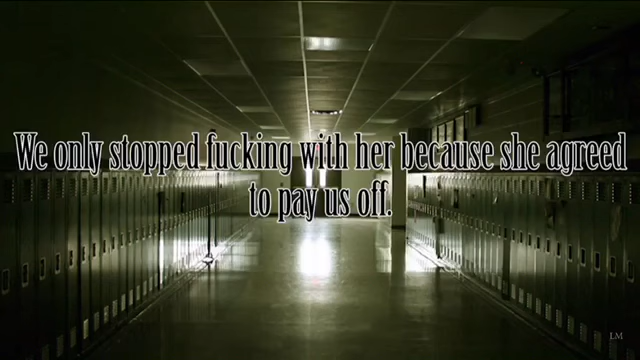 We only stopped fucking with her because she agreed
to pay us off.
LM